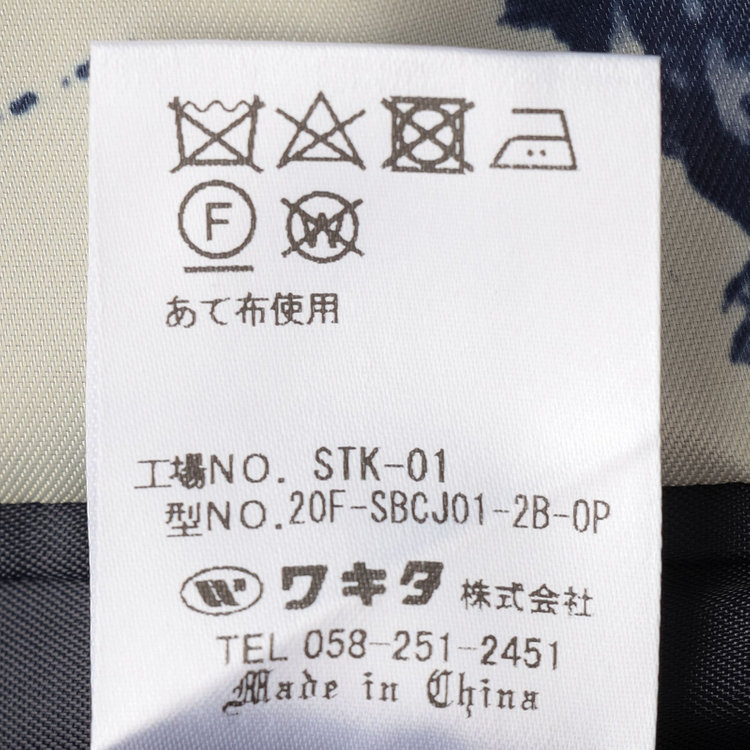 F W
あて布使用
工場NO. STK-01
型NO. 20F-SBCJ01-2B-OP
W ワキタ 株式会社
TEL 058-251-2451
Made in China